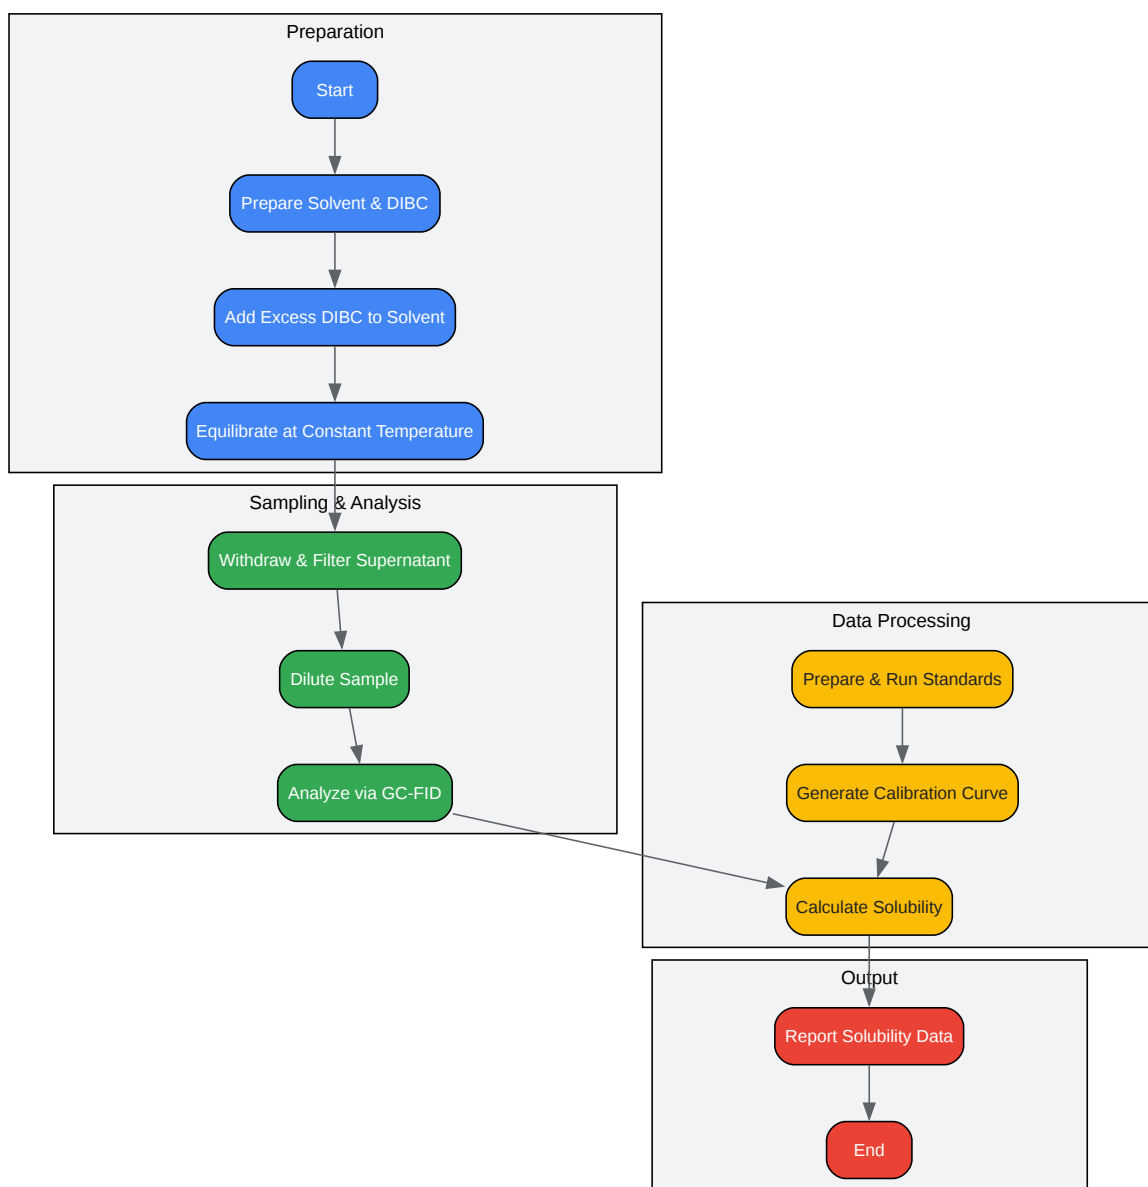 Preparation
Start
Prepare Solvent & DIBC
Add Excess DIBC to Solvent
Equilibrate at Constant Temperature
Sampling & Analysis
Withdraw & Filter Supernatant
Dilute Sample
Analyze via GC-FID
Data Processing
Prepare & Run Standards
Generate Calibration Curve
Calculate Solubility
Output
Report Solubility Data
End